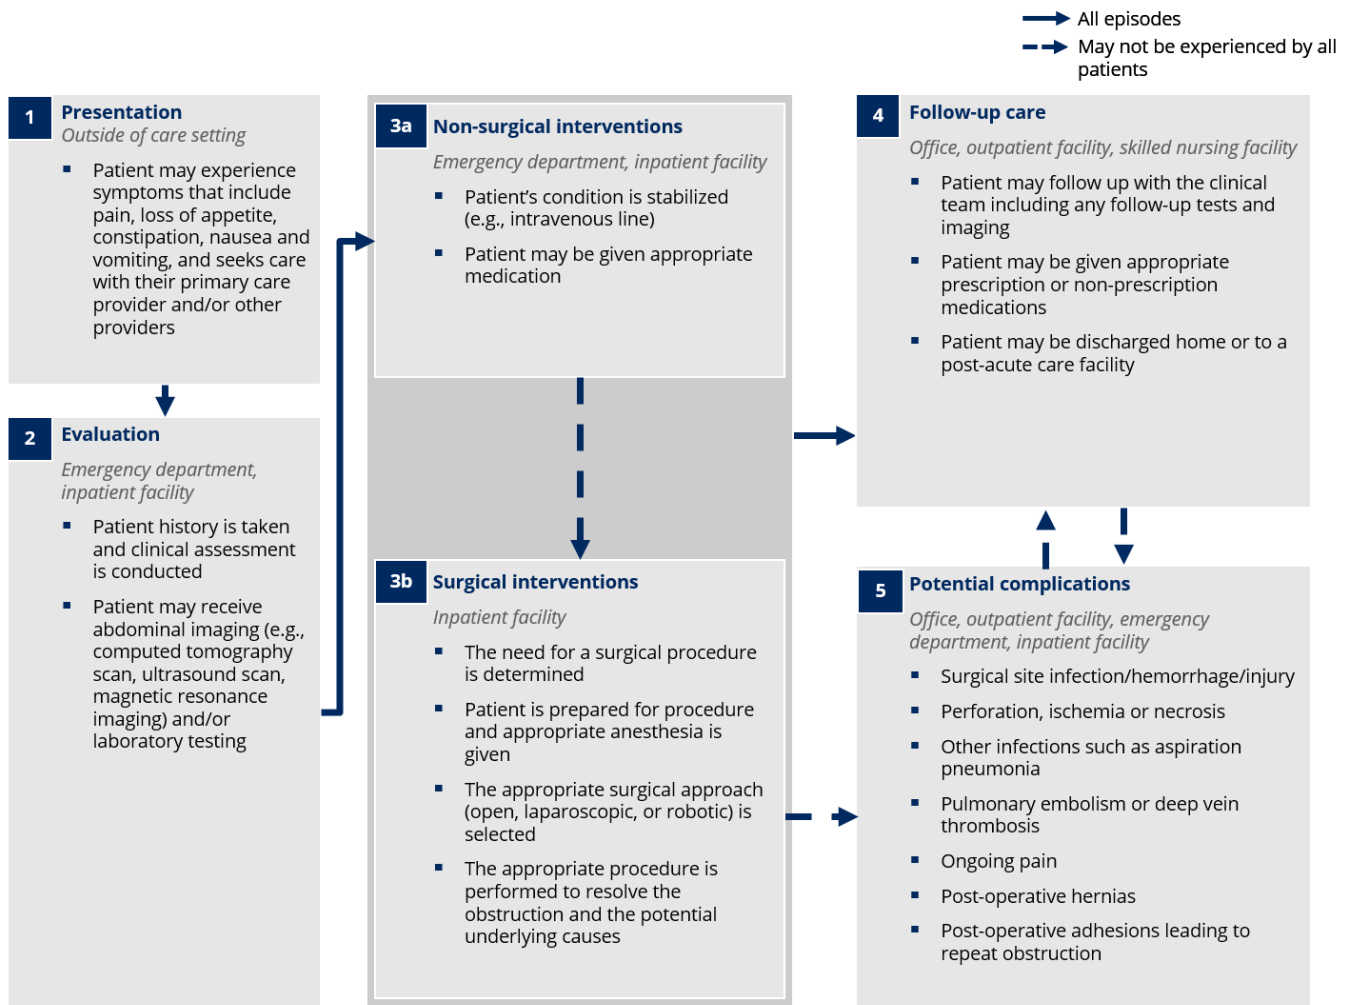 All episodes
May not be experienced by all
patients
1
Presentation
Outside of care setting
Patient may experience
symptoms that include
pain, loss of appetite,
constipation, nausea and
vomiting, and seeks care
with their primary care
provider and/or other
providers
2
Evaluation
Emergency department,
inpatient facility
Patient history is taken
and clinical assessment
is conducted
Patient may receive
abdominal imaging (e.g.,
computed tomography
scan, ultrasound scan,
magnetic resonance
imaging) and/or
laboratory testing
3a
Non-surgical interventions
Emergency department, inpatient facility
Patient’s condition is stabilized
(e.g., intravenous line)
Patient may be given appropriate
medication
3b
Surgical interventions
Inpatient facility
The need for a surgical procedure
is determined
Patient is prepared for procedure
and appropriate anesthesia is
given
The appropriate surgical approach
(open, laparoscopic, or robotic) is
selected
The appropriate procedure is
performed to resolve the
obstruction and the potential
underlying causes
4
Follow-up care
Office, outpatient facility, skilled nursing facility
Patient may follow up with the clinical
team including any follow-up tests and
imaging
Patient may be given appropriate
prescription or non-prescription
medications
Patient may be discharged home or to a
post-acute care facility
5
Potential complications
Office, outpatient facility, emergency
department, inpatient facility
Surgical site infection/hemorrhage/injury
Perforation, ischemia or necrosis
Other infections such as aspiration
pneumonia
Pulmonary embolism or deep vein
thrombosis
Ongoing pain
Post-operative hernias
Post-operative adhesions leading to
repeat obstruction